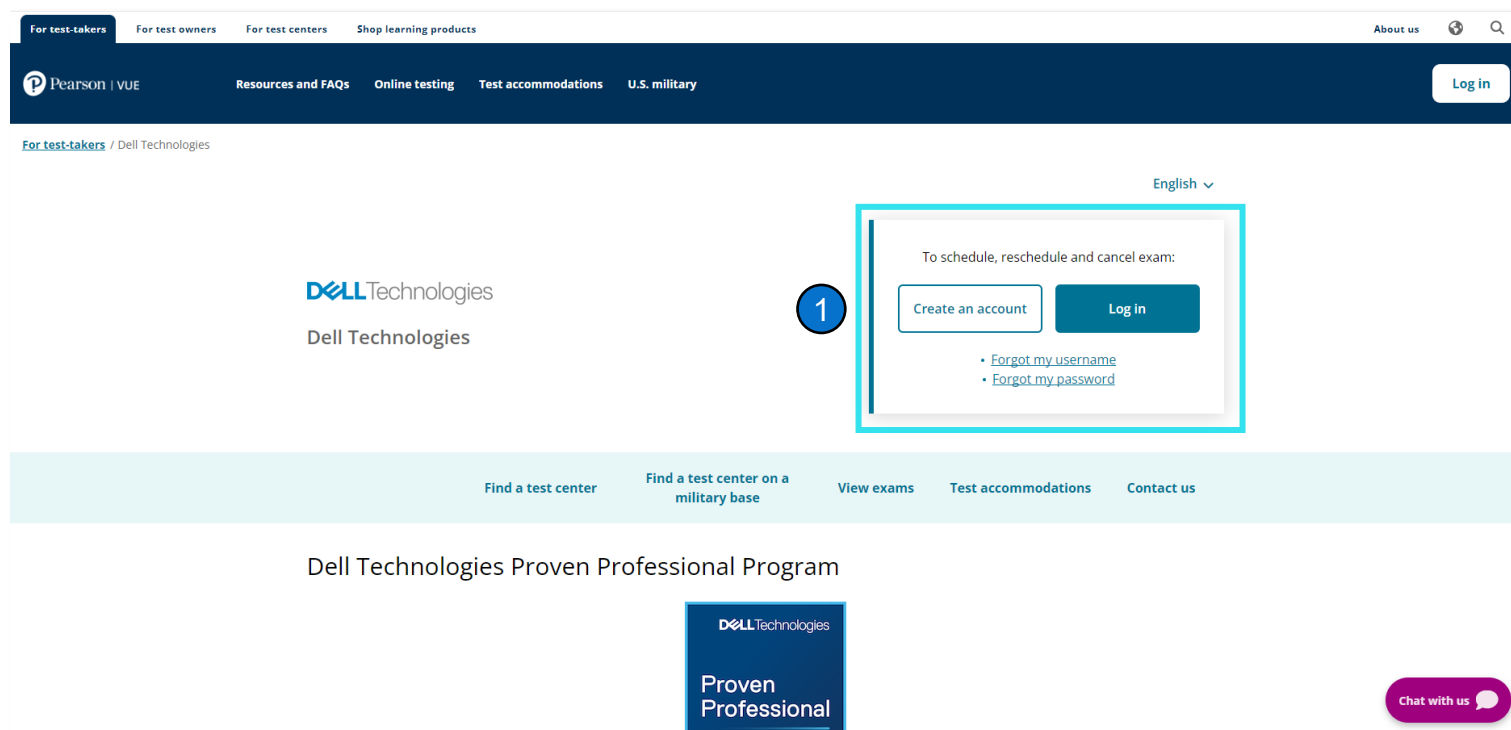 For test-takers For test owners For test centers Shop learning products About us
Pearson | VUE Resources and FAQs Online testing Test accommodations U.S. military Log in
For test-takers / Dell Technologies
English
To schedule, reschedule and cancel exam:
DELLTechnologies
1
Create an account Log in
Dell Technologies
• Forgot my username
• Forgot my password
Find a test center
Find a test center on a
military base
View exams Test accommodations Contact us
Dell Technologies Proven Professional Program
DELLTechnologies
Proven
Professional
Chat with us